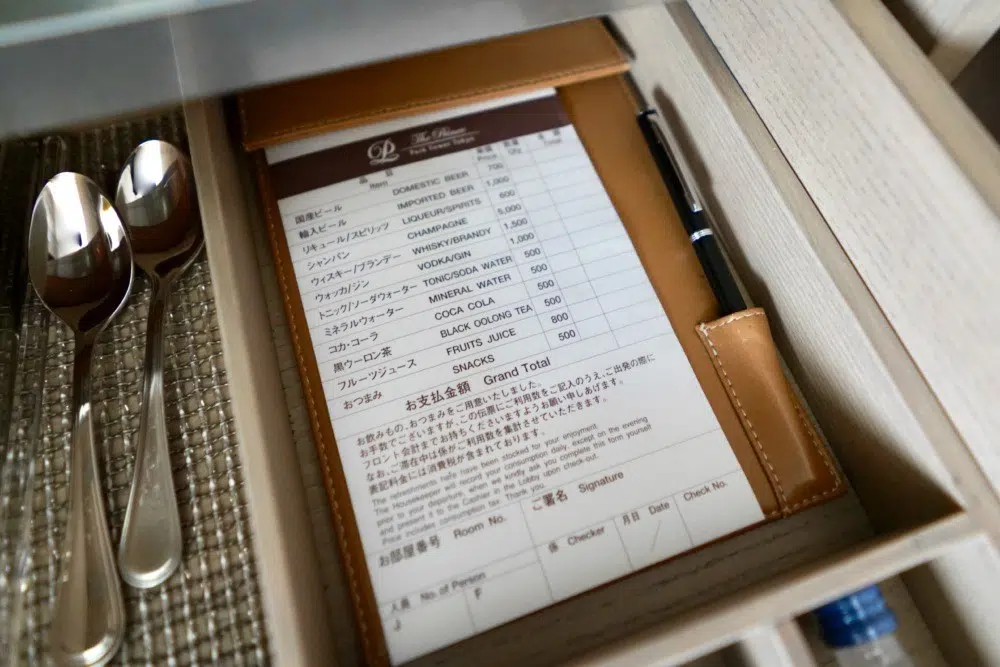 The Prince
Park Tower Tokyo
品名 Item 単価 Price 数量 Qty 金額 Total
国産ビール DOMESTIC BEER 700
輸入ビール IMPORTED BEER 1,000
リキュール/スピリッツ LIQUEUR/SPIRITS 600
シャンパン CHAMPAGNE 5,000
ウィスキー/ブランデー WHISKY/BRANDY 1,500
ウォッカ/ジン VODKA/GIN 1,000
トニック/ソーダウォーター TONIC/SODA WATER 500
ミネラルウォーター MINERAL WATER 500
コカ・コーラ COCA COLA 500
黒ウーロン茶 BLACK OOLONG TEA 500
フルーツジュース FRUITS JUICE 800
おつまみ SNACKS 500
お支払金額 Grand Total
お飲みもの、おつまみをご用意いたしました。
お手数でございますが、この伝票にご利用数をご記入のうえ、ご出発の際に
フロント会計までお持ちくださいますようお願い申しあげます。
なお、ご滞在中は係がご利用数を集計させていただきます。
表記料金には消費税が含まれております。
The refreshments here have been stocked for your enjoyment.
The Housekeeper will record your consumption daily, except on the evening
prior to your departure, when we kindly ask you complete this form yourself
and present it to the Cashier in the Lobby upon check-out.
Price includes consumption tax. Thank you.
お部屋番号 Room No. ご署名 Signature
人員 No. of Person 係 Checker 月日 Date Check No.
J F